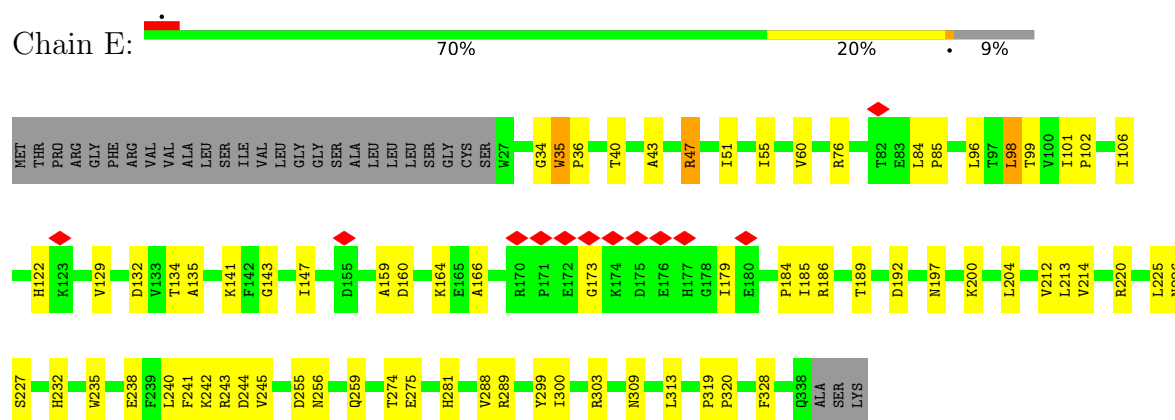 Chain E:
70% 20% • 9%
MET THR PRO ARG GLY PHE ARG VAL VAL ALA LEU SER ILE VAL LEU GLY GLY SER ALA LEU LEU LEU SER GLY CYS SER W27 G34 W35 P36 T40 A43 R47 I51 I55 V60 R76 T82 E83 L84 P85 L96 T97 L98 T99 V100 I101 P102 I106
H122 K123 V129 D132 V133 T134 A135 K141 F142 G143 I147 D155 A159 D160 K164 E165 A166 R170 P171 E172 G173 K174 D175 E176 H177 G178 I179 E180 P184 I185 R186 T189 D192 N197 K200 L204 V212 L213 V214 R220 L225
S227 H232 W235 E238 F239 L240 F241 K242 R243 D244 V245 D255 N256 Q259 T274 E275 H281 V288 R289 Y299 I300 R303 N309 L313 P319 P320 F328 Q338 ALA SER LYS